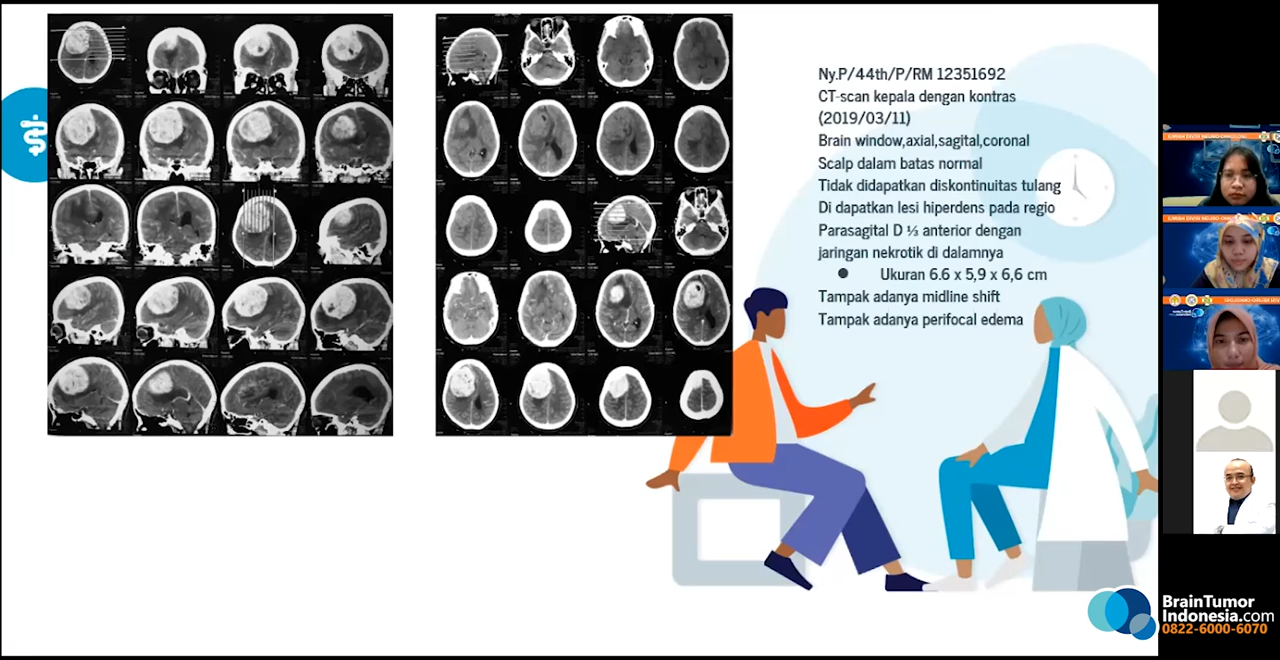 Ny.P/44th/P/RM 12351692
CT-scan kepala dengan kontras
(2019/03/11)
Brain window,axial,sagital,coronal
Scalp dalam batas normal
Tidak didapatkan diskontinuitas tulang
Di dapatkan lesi hiperdens pada regio
Parasagital D ⅓ anterior dengan
jaringan nekrotik di dalamnya
● Ukuran 6.6 x 5,9 x 6,6 cm
Tampak adanya midline shift
Tampak adanya perifocal edema
BrainTumor
Indonesia.com
0822-6000-6070